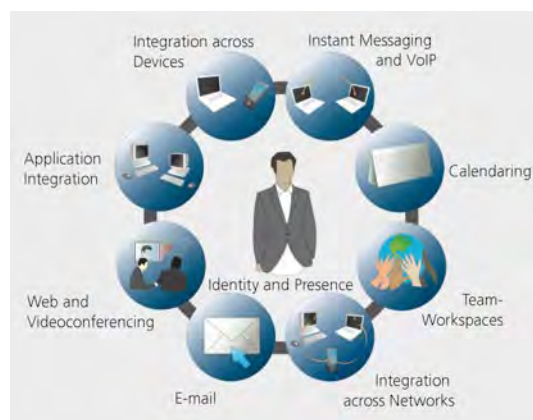 Integration across
Devices
Instant Messaging
and VoIP
Application
Integration
Calendaring
Identity and Presence
Web and
Videoconferencing
Team-
Workspaces
E-mail
Integration
across Networks